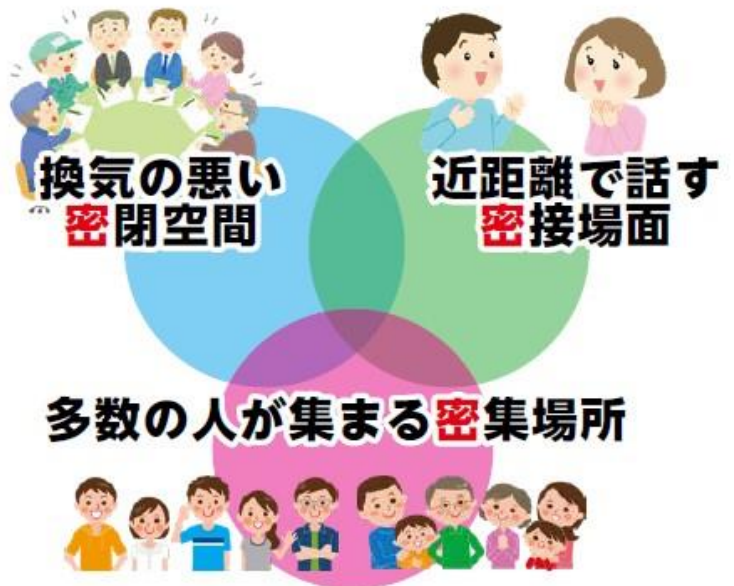 換気の悪い
密閉空間
近距離で話す
密接場面
多数の人が集まる密集場所